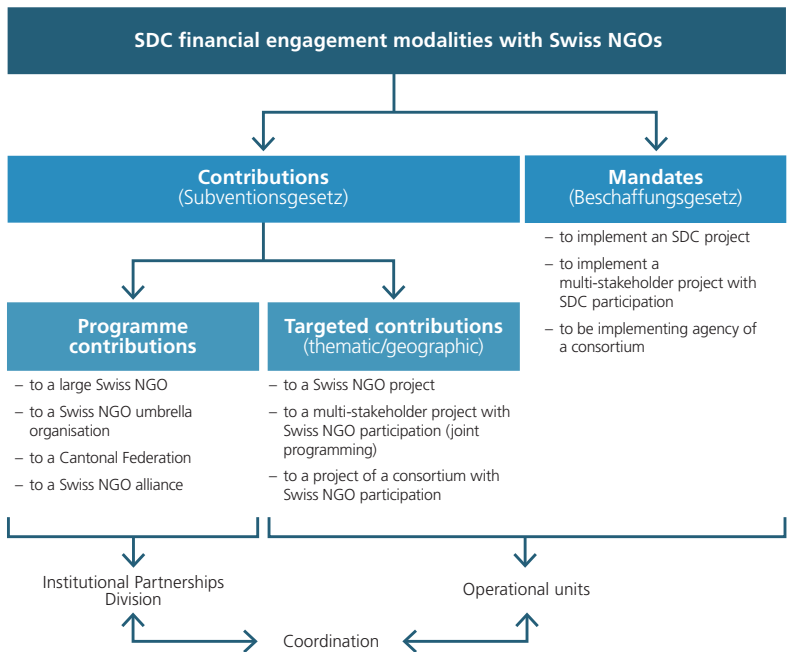 SDC financial engagement modalities with Swiss NGOs
Contributions
(Subventionsgesetz)
Mandates
(Beschaffungsgesetz)
– to implement an SDC project
– to implement a
multi-stakeholder project with
SDC participation
– to be implementing agency of
a consortium
Programme
contributions
– to a large Swiss NGO
– to a Swiss NGO umbrella
organisation
– to a Cantonal Federation
– to a Swiss NGO alliance
Targeted contributions
(thematic/geographic)
– to a Swiss NGO project
– to a multi-stakeholder project with
Swiss NGO participation (joint
programming)
– to a project of a consortium with
Swiss NGO participation
Institutional Partnerships
Division
Operational units
Coordination